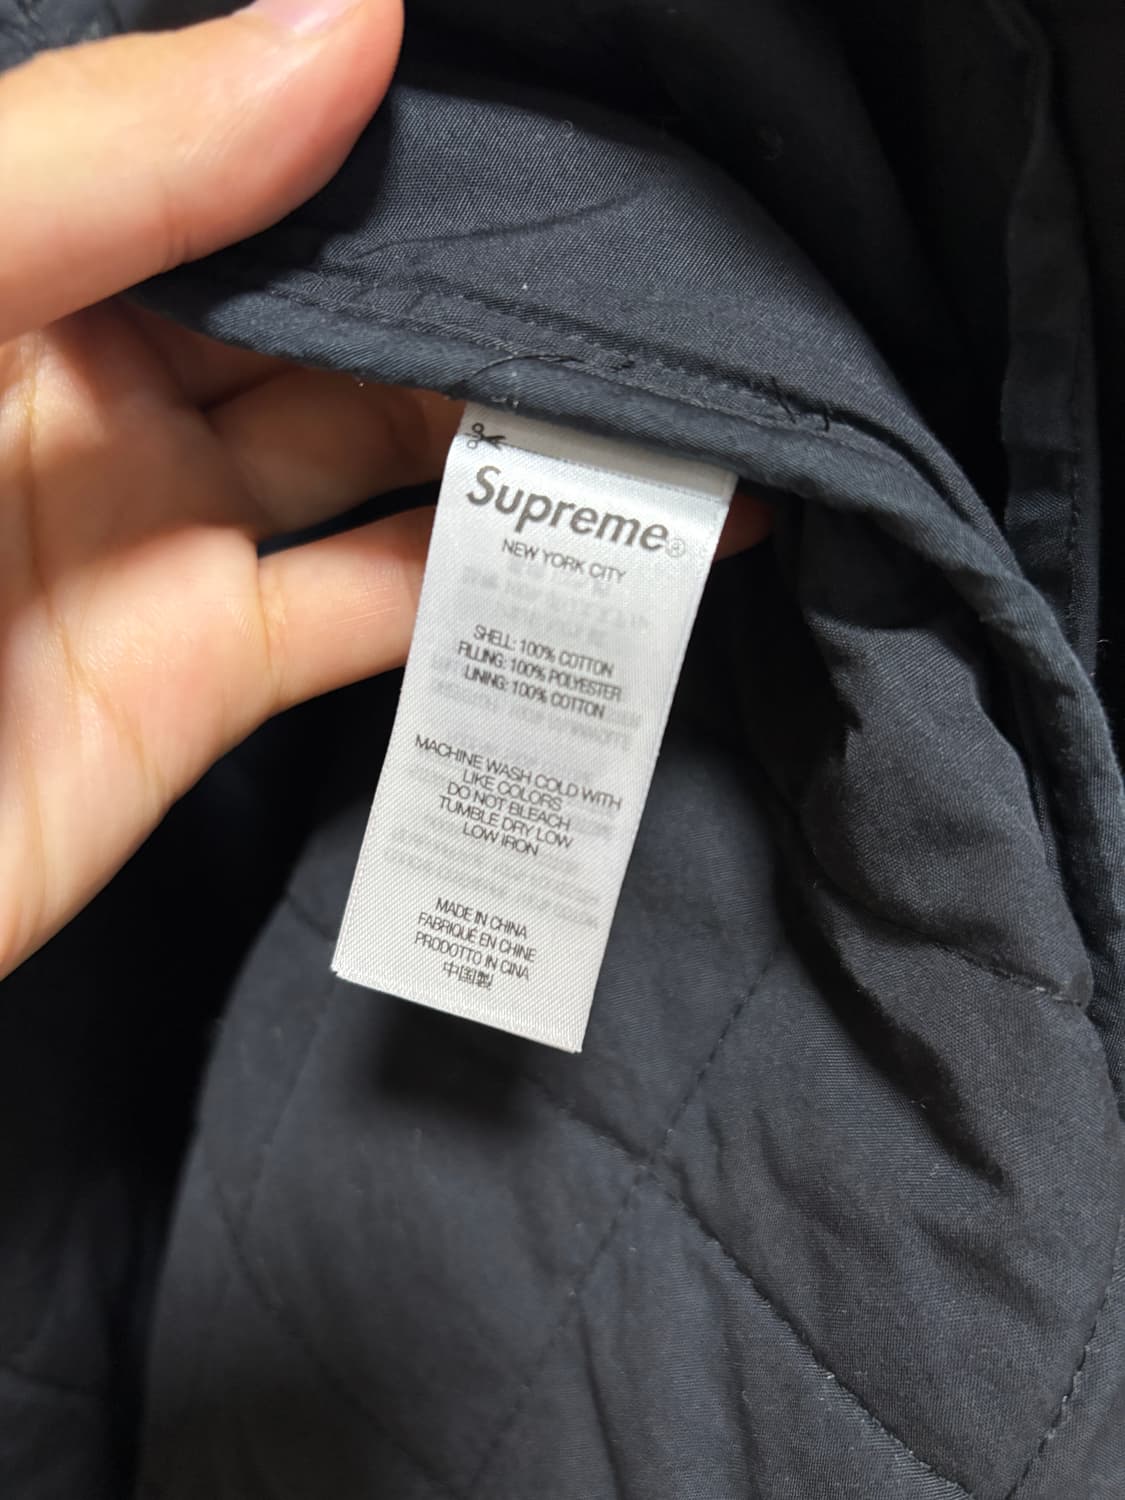 Supreme®
NEW YORK CITY
SHELL: 100% COTTON
FILLING: 100% POLYESTER
LINING: 100% COTTON
MACHINE WASH COLD WITH
LIKE COLORS
DO NOT BLEACH
TUMBLE DRY LOW
LOW IRON
MADE IN CHINA
FABRIQUÉ EN CHINE
PRODOTTO IN CINA
中国製